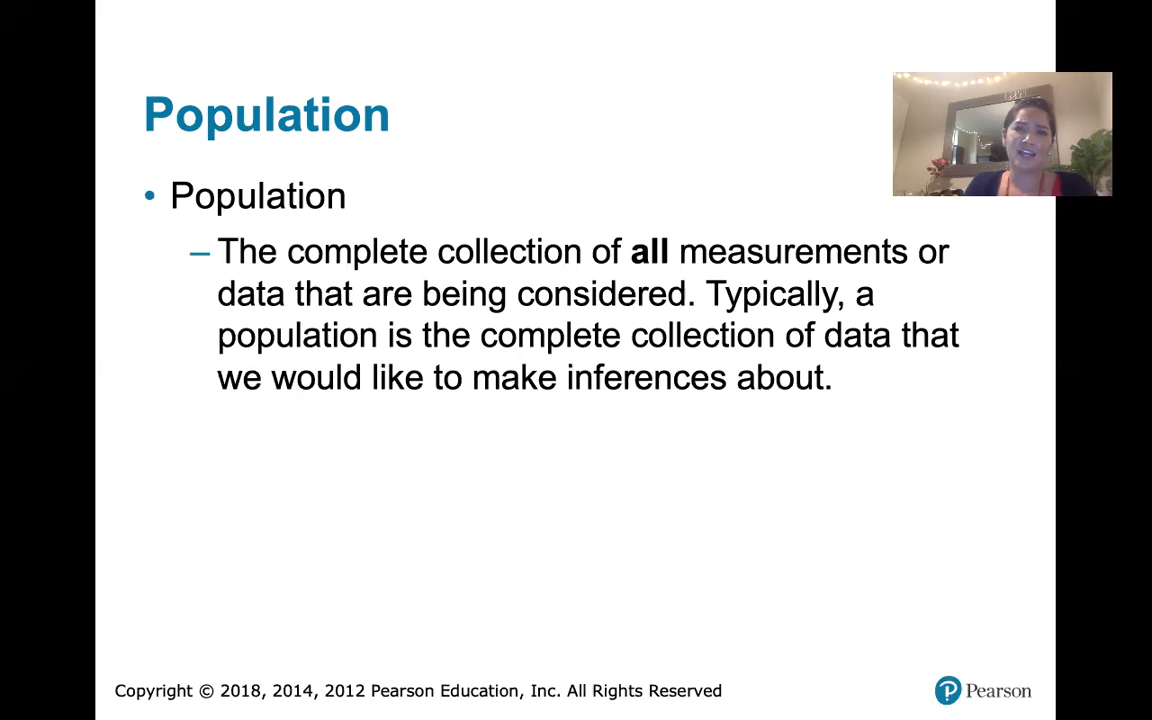 Population
• Population
– The complete collection of all measurements or
data that are being considered. Typically, a
population is the complete collection of data that
we would like to make inferences about.
Copyright © 2018, 2014, 2012 Pearson Education, Inc. All Rights Reserved
Pearson